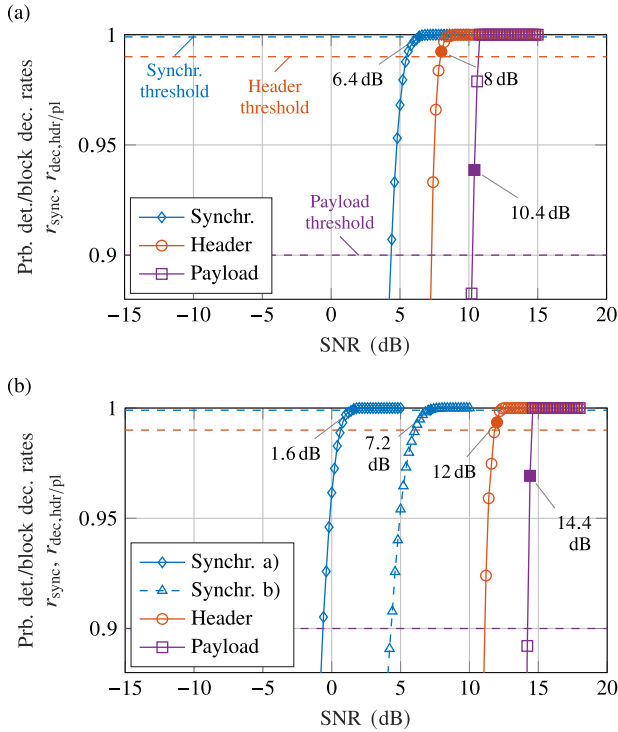 (a)
Prb. det./block dec. rates
r_sync, r_dec,hdr/pl
1
0.95
0.9
Synchr.
threshold
Header
threshold
6.4 dB
8 dB
Payload
threshold
10.4 dB
Synchr.
Header
Payload
−15 −10 −5 0 5 10 15 20
SNR (dB)
(b)
Prb. det./block dec. rates
r_sync, r_dec,hdr/pl
1
0.95
0.9
1.6 dB
7.2
dB
12 dB
14.4
dB
Synchr. a)
Synchr. b)
Header
Payload
−15 −10 −5 0 5 10 15 20
SNR (dB)